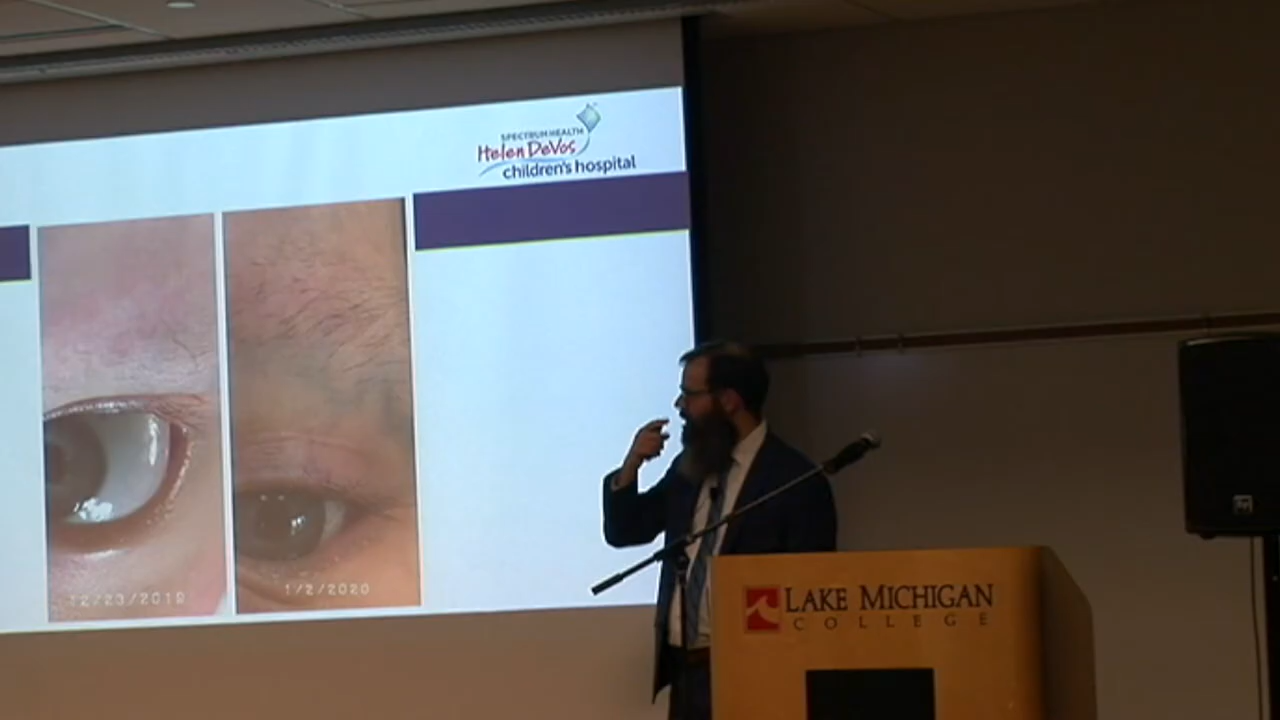 SPECTRUM HEALTH
Helen DeVos
children's hospital
12/23/2019
1/2/2020
LAKE MICHIGAN
COLLEGE